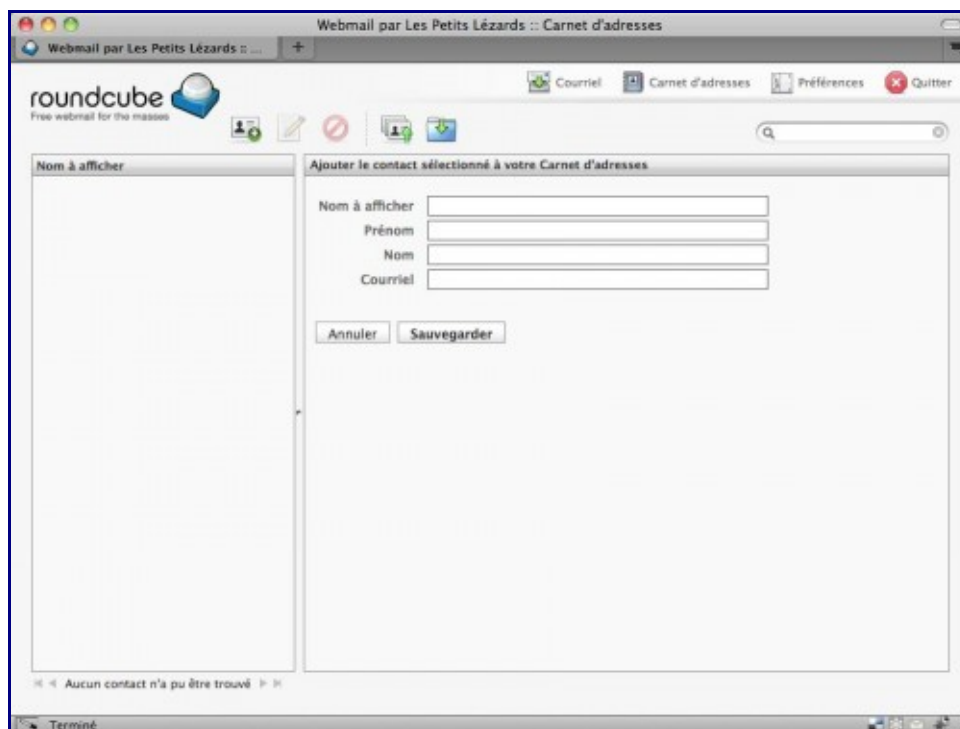 Webmail par Les Petits Lézards :: Carnet d'adresses
Webmail par Les Petits Lézards :: ...
roundcube
Free webmail for the masses
Courriel
Carnet d'adresses
Préférences
Quitter
Nom à afficher
Ajouter le contact sélectionné à votre Carnet d'adresses
Nom à afficher
Prénom
Nom
Courriel
Annuler
Sauvegarder
Aucun contact n'a pu être trouvé
Terminé